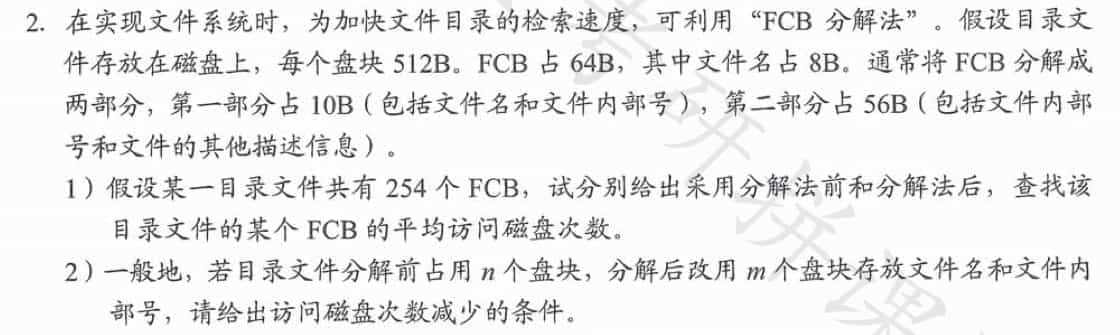 2. 在实现文件系统时，为加快文件目录的检索速度，可利用“FCB 分解法”。假设目录文
件存放在磁盘上，每个盘块 512B。FCB 占 64B，其中文件名占 8B。通常将 FCB 分解成
两部分，第一部分占 10B（包括文件名和文件内部号），第二部分占 56B（包括文件内部
号和文件的其他描述信息）。
1）假设某一目录文件共有 254 个 FCB，试分别给出采用分解法前和分解法后，查找该
目录文件的某个 FCB 的平均访问磁盘次数。
2）一般地，若目录文件分解前占用 n 个盘块，分解后改用 m 个盘块存放文件名和文件内
部号，请给出访问磁盘次数减少的条件。
考研拼课